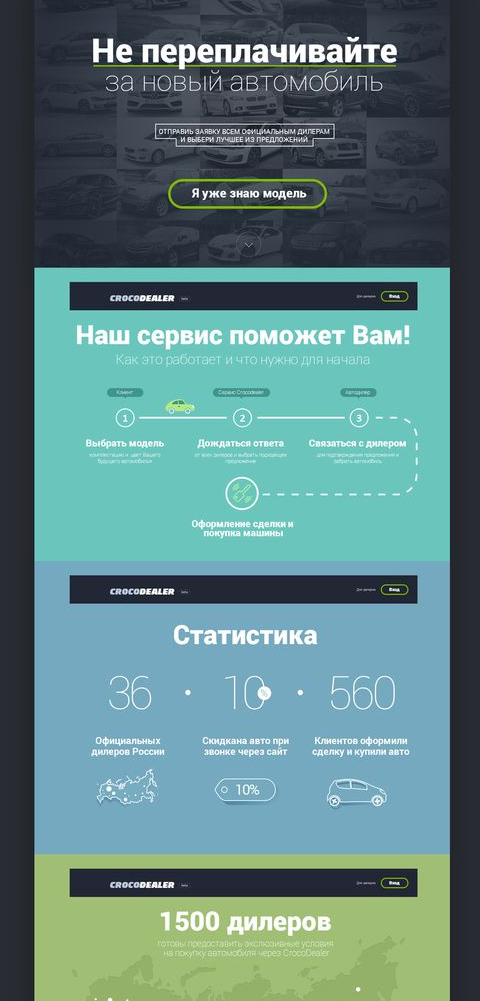 Не переплачивайте
за новый автомобиль
ОТПРАВИЬ ЗАЯВКУ ВСЕМ ОФИЦИАЛЬНЫМ ДИЛЕРАМ
И ВЫБЕРИ ЛУЧШЕЕ ИЗ ПРЕДЛОЖЕНИЙ
Я уже знаю модель
CROCODEALER beta Для дилеров Вход
Наш сервис поможет Вам!
Как это работает и что нужно для начала
Клиент Сервис Crocodealer Автодилер
1 2 3
Выбрать модель Дождаться ответа Связаться с дилером
комплектацию и цвет Вашего от всех дилеров и выбрать подходящее для подтверждения предложения и
будущего автомобиля предложение забрать автомобиль
Оформление сделки и
покупка машины
CROCODEALER beta Для дилеров Вход
Статистика
36 10 % 560
Официальных Скидкана авто при Клиентов оформили
дилеров России звонке через сайт сделку и купили авто
10%
CROCODEALER beta Для дилеров Вход
1500 дилеров
готовы предоставить экслюзивные условия
на покупку автомобиля через CrocoDealer